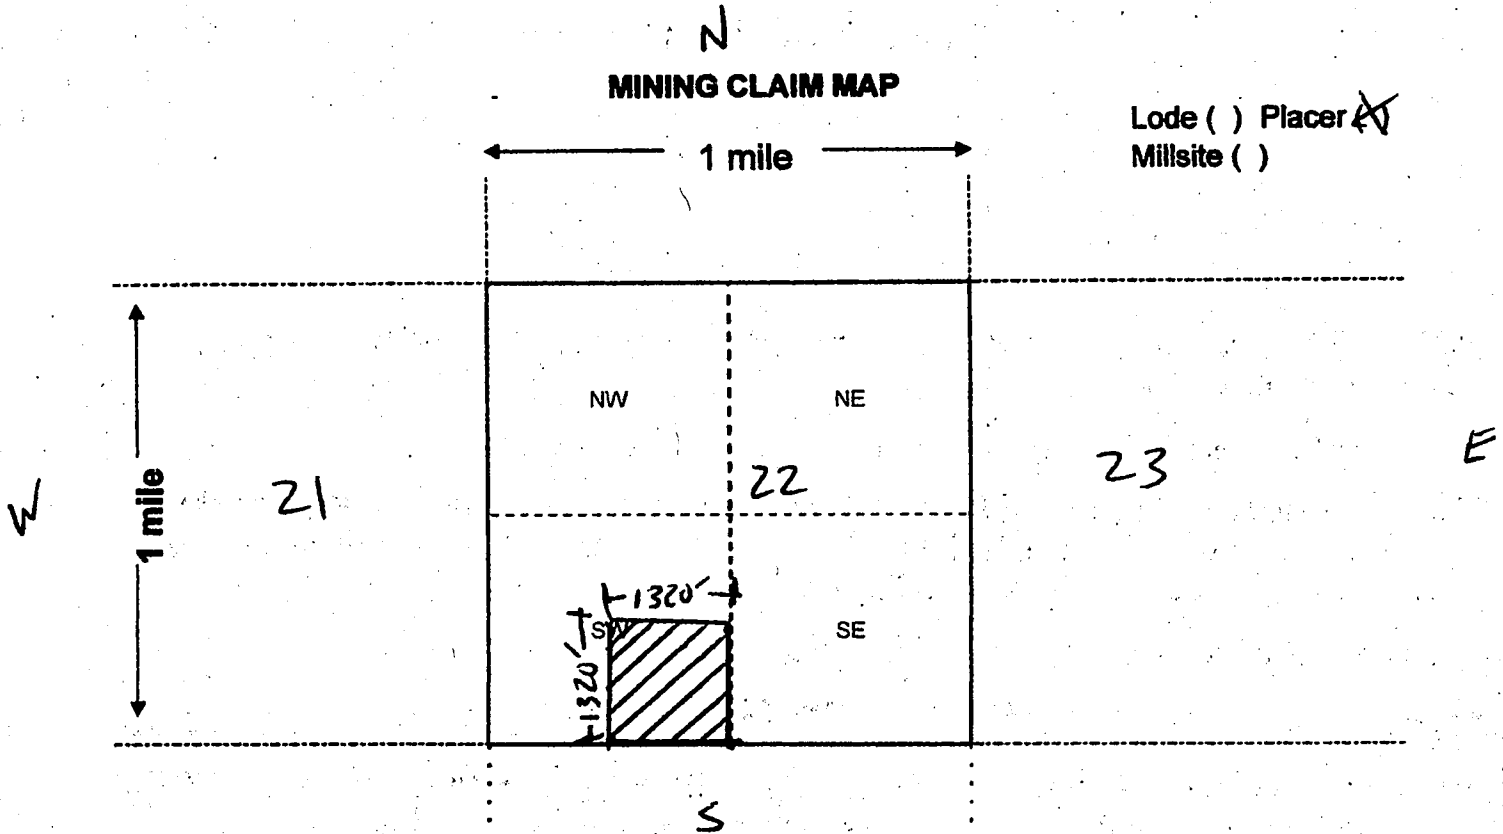 N
MINING CLAIM MAP
Lode ( ) Placer (X)
Millsite ( )
1 mile
NW
NE
W
1 mile
21
22
23
E
1320'
SW
SE
1320'
S